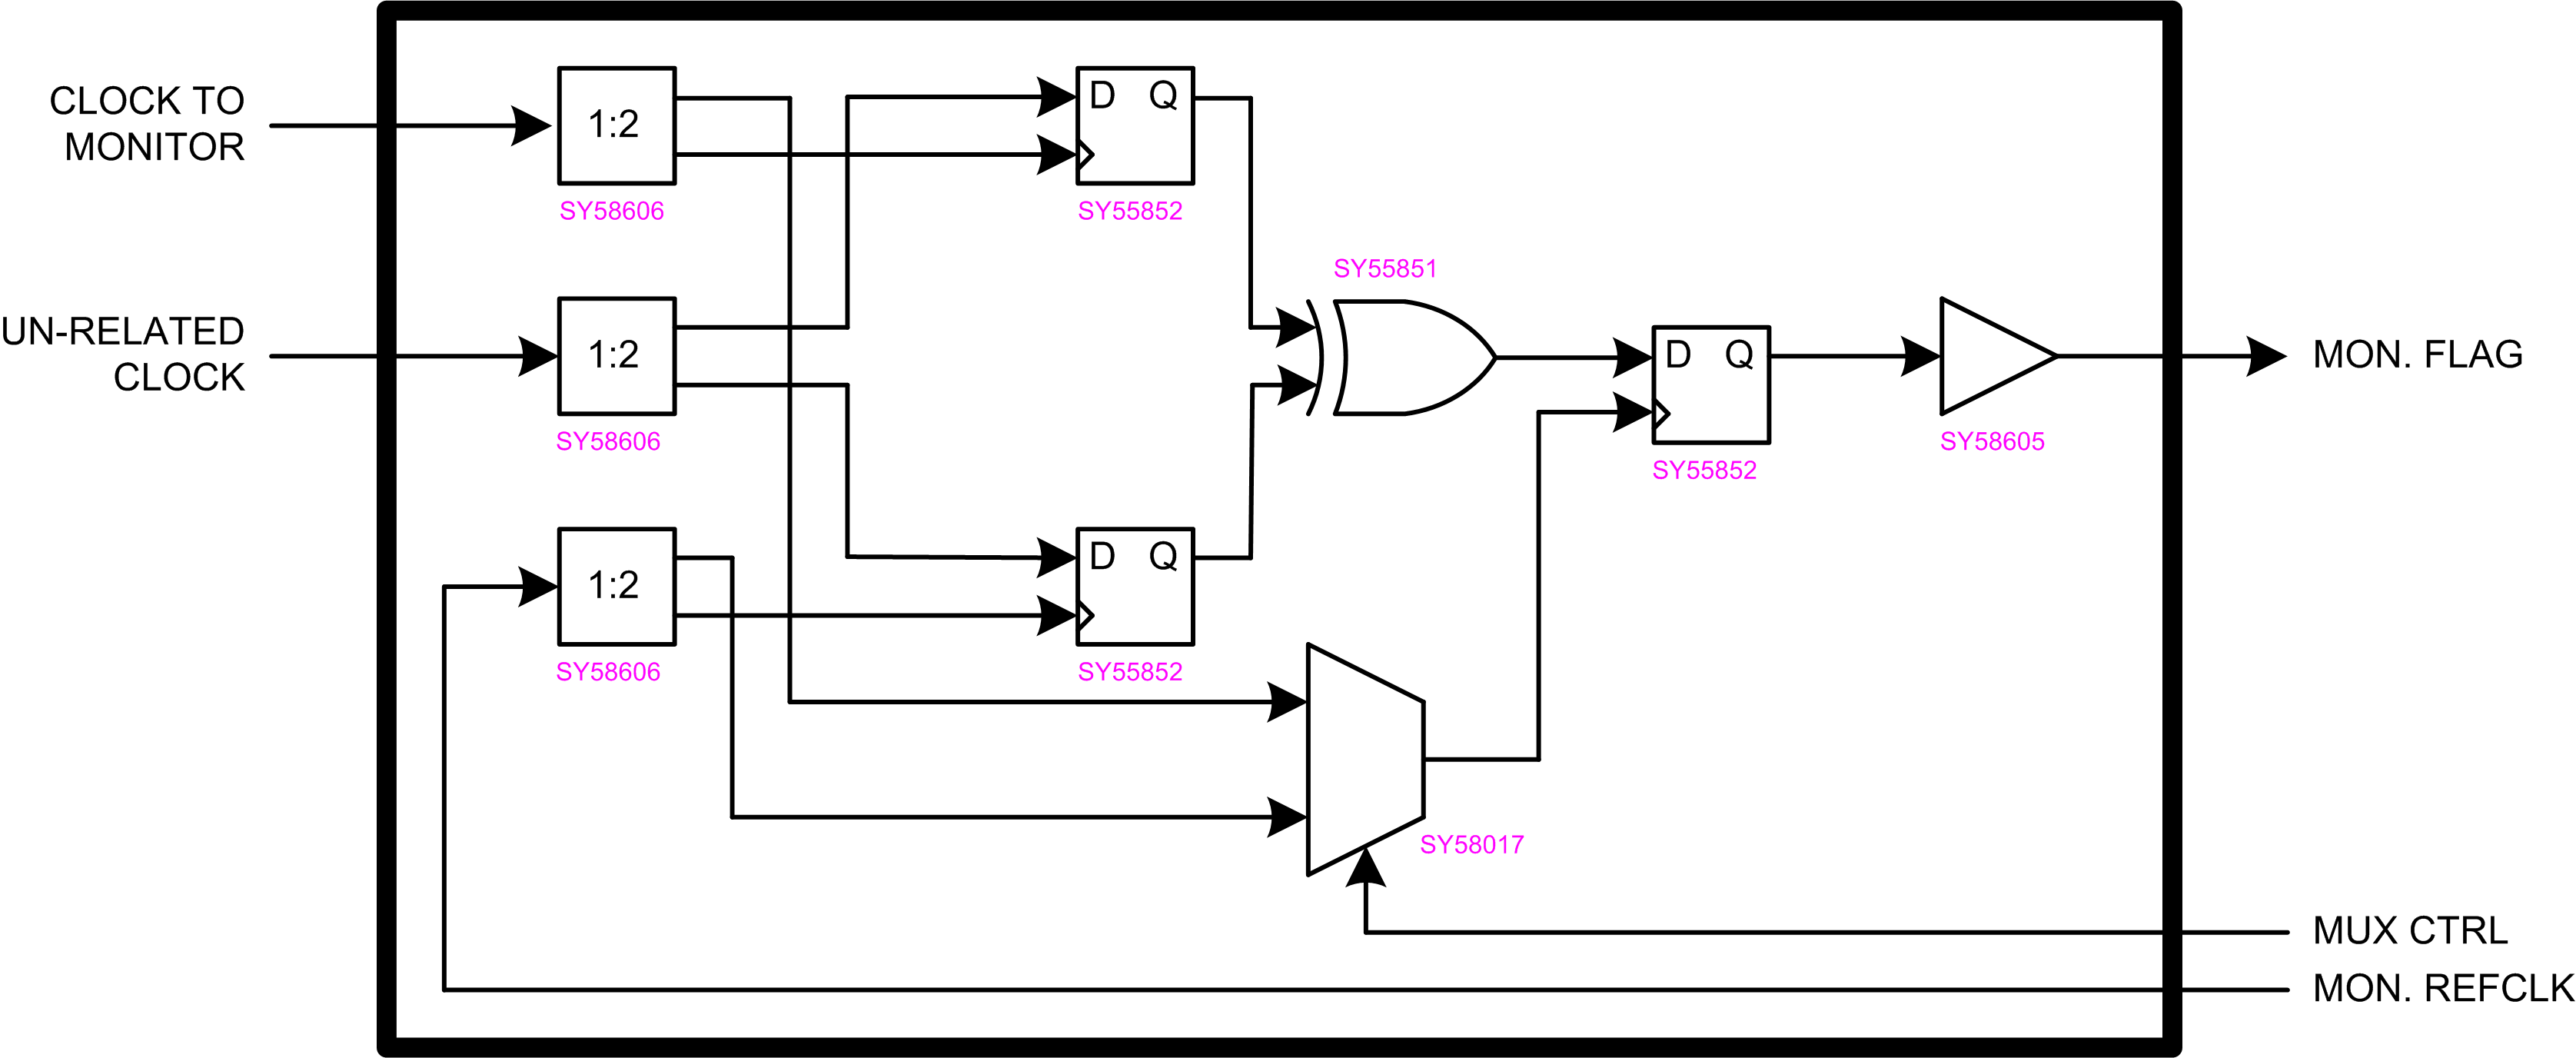 CLOCK TO
MONITOR
1:2
SY58606
D Q
SY55852
UN-RELATED
CLOCK
1:2
SY58606
SY55851
D Q
SY55852
SY58605
MON. FLAG
1:2
SY58606
D Q
SY55852
SY58017
MUX CTRL
MON. REFCLK